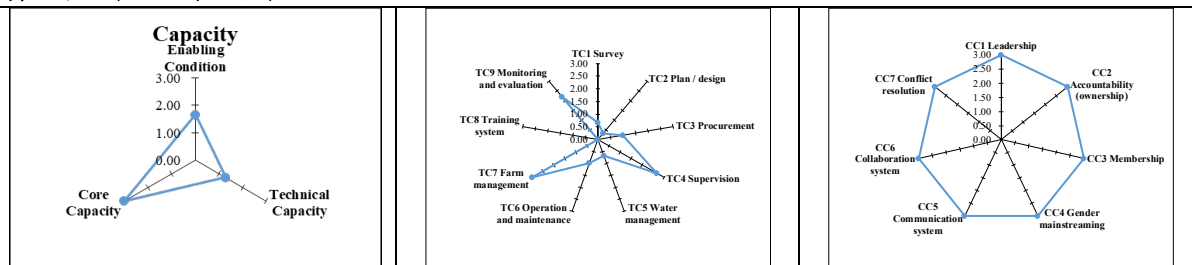 Capacity
Enabling
Condition
3.00
2.00
1.00
0.00
Core
Capacity
Technical
Capacity
TC1 Survey
3.00
2.50
2.00
1.50
1.00
0.50
0.00
TC2 Plan / design
TC3 Procurement
TC4 Supervision
TC5 Water
management
TC6 Operation
and maintenance
TC7 Farm
management
TC8 Training
system
TC9 Monitoring
and evaluation
CC1 Leadership
3.00
2.50
2.00
1.50
1.00
0.50
0.00
CC2
Accountability
(ownership)
CC3 Membership
CC4 Gender
mainstreaming
CC5
Communication
system
CC6
Collaboration
system
CC7 Conflict
resolution